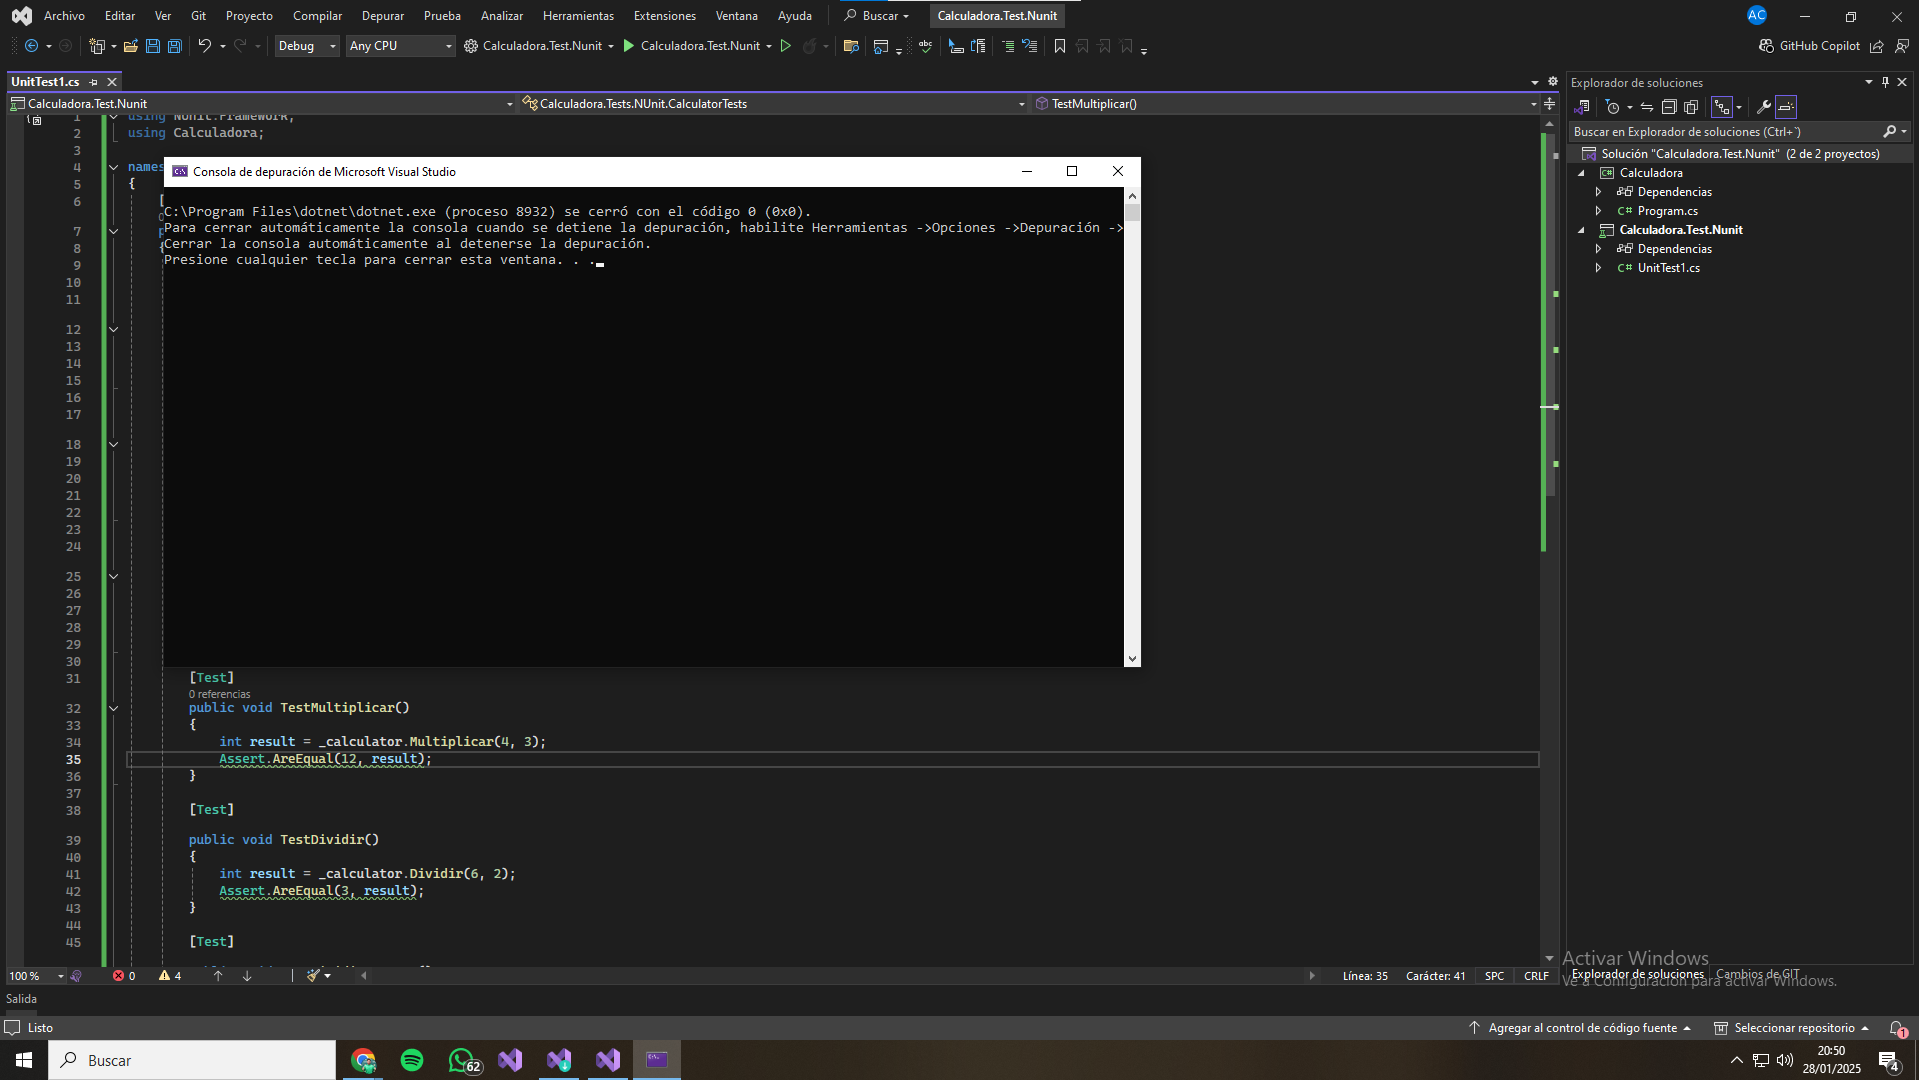 Archivo Editar Ver Git Proyecto Compilar Depurar Prueba Analizar Herramientas Extensiones Ventana Ayuda Buscar Calculadora.Test.Nunit AC
Debug Any CPU Calculadora.Test.Nunit Calculadora.Test.Nunit GitHub Copilot
UnitTest1.cs
Calculadora.Test.Nunit Calculadora.Tests.NUnit.CalculatorTests TestMultiplicar()
1 using NUnit.Framework;
2 using Calculadora;
3
4 names
5 {
6 [
0
7 p
8 {
9
10
11
12
13
14
15
16
17
18
19
20
21
22
23
24
25
26
27
28
29
30
Consola de depuración de Microsoft Visual Studio
C:\Program Files\dotnet\dotnet.exe (proceso 8932) se cerró con el código 0 (0x0).
Para cerrar automáticamente la consola cuando se detiene la depuración, habilite Herramientas ->Opciones ->Depuración ->
Cerrar la consola automáticamente al detenerse la depuración.
Presione cualquier tecla para cerrar esta ventana. . .
31 [Test]
0 referencias
32 public void TestMultiplicar()
33 {
34 int result = _calculator.Multiplicar(4, 3);
35 Assert.AreEqual(12, result);
36 }
37
38 [Test]
39 public void TestDividir()
40 {
41 int result = _calculator.Dividir(6, 2);
42 Assert.AreEqual(3, result);
43 }
44
45 [Test]
100 % 0 4 Línea: 35 Carácter: 41 SPC CRLF
Salida
Listo
Explorador de soluciones
Buscar en Explorador de soluciones (Ctrl+`)
Solución "Calculadora.Test.Nunit" (2 de 2 proyectos)
C# Calculadora
Dependencias
C# Program.cs
Calculadora.Test.Nunit
Dependencias
C# UnitTest1.cs
Activar Windows
Ve a Configuración para activar Windows.
Explorador de soluciones Cambios de GIT
Agregar al control de código fuente Seleccionar repositorio 1
Buscar 62
20:50
28/01/2025
4